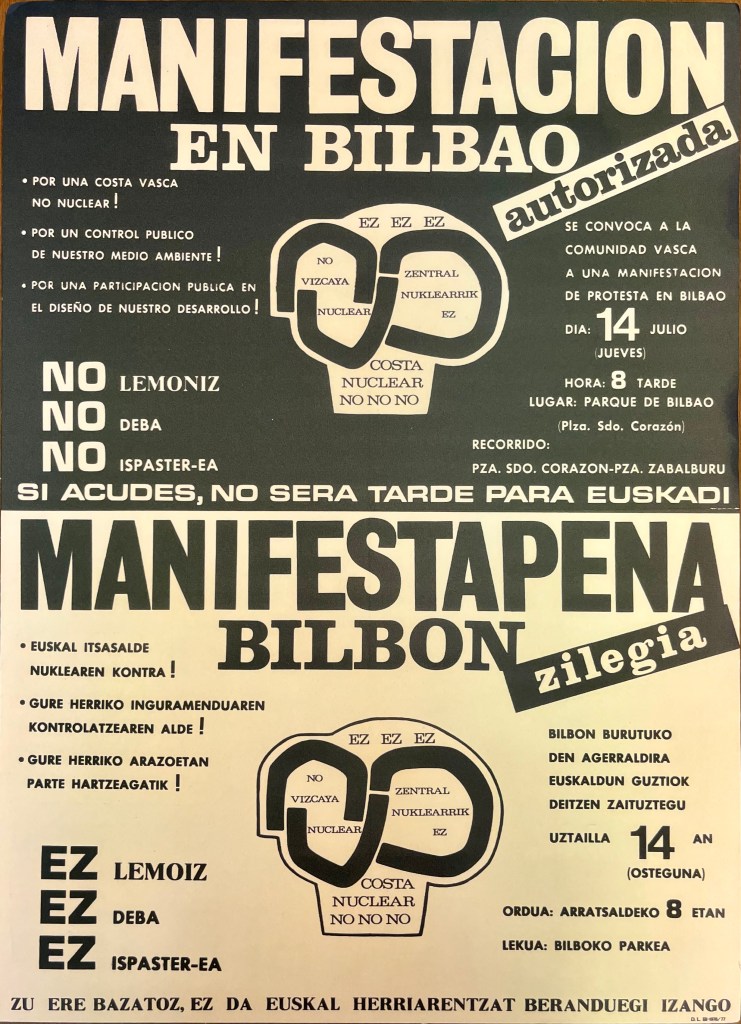 MANIFESTACION
EN BILBAO
autorizada
• POR UNA COSTA VASCA
NO NUCLEAR!
• POR UN CONTROL PUBLICO
DE NUESTRO MEDIO AMBIENTE!
• POR UNA PARTICIPACION PUBLICA EN
EL DISEÑO DE NUESTRO DESARROLLO!
NO LEMONIZ
NO DEBA
NO ISPASTER-EA
EZ EZ EZ
NO
VIZCAYA
NUCLEAR
ZENTRAL
NUKLEARRIK
EZ
COSTA
NUCLEAR
NO NO NO
SE CONVOCA A LA
COMUNIDAD VASCA
A UNA MANIFESTACION
DE PROTESTA EN BILBAO
DIA: 14 JULIO
(JUEVES)
HORA: 8 TARDE
LUGAR: PARQUE DE BILBAO
(Plza. Sdo. Corazón)
RECORRIDO:
PZA. SDO. CORAZON-PZA. ZABALBURU
SI ACUDES, NO SERA TARDE PARA EUSKADI
MANIFESTAPENA
BILBON
zilegia
• EUSKAL ITSASALDE
NUKLEAREN KONTRA!
• GURE HERRIKO INGURAMENDUAREN
KONTROLATZEAREN ALDE!
• GURE HERRIKO ARAZOETAN
PARTE HARTZEAGATIK!
EZ LEMOIZ
EZ DEBA
EZ ISPASTER-EA
EZ EZ EZ
NO
VIZCAYA
NUCLEAR
ZENTRAL
NUKLEARRIK
EZ
COSTA
NUCLEAR
NO NO NO
BILBON BURUTUKO
DEN AGERRALDIRA
EUSKALDUN GUZTIOK
DEITZEN ZAITUZTEGU
UZTAILLA 14 AN
(OSTEGUNA)
ORDUA: ARRATSALDEKO 8 ETAN
LEKUA: BILBOKO PARKEA
ZU ERE BAZATOZ, EZ DA EUSKAL HERRIARENTZAT BERANDUEGI IZANGO